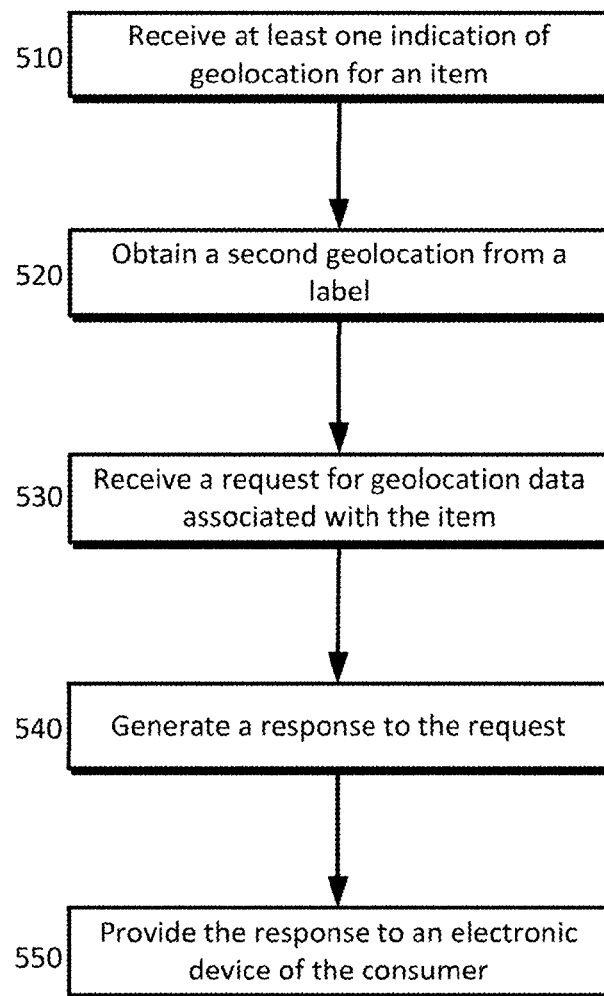 510
Receive at least one indication of
geolocation for an item
520
Obtain a second geolocation from a
label
530
Receive a request for geolocation data
associated with the item
540
Generate a response to the request
550
Provide the response to an electronic
device of the consumer